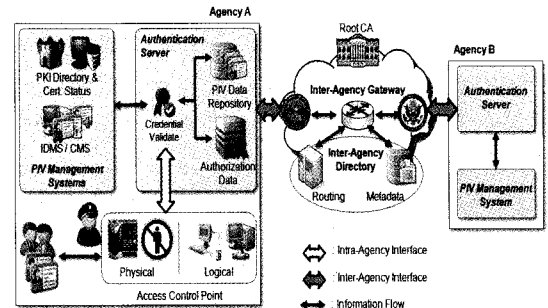 Agency A
Root CA
Agency B
Authentication
Server
PKI Directory &
Cert. Status
PIV Data
Repository
Inter-Agency Gateway
Authentication
Server
Credential
Validate
IDMS / CMS
PIV Management
Systems
Authorization
Data
Inter-Agency
Directory
Routing
Metadata
PIV Management
System
Physical
Logical
Access Control Point
: Intra-Agency Interface
: Inter-Agency Interface
: Information Flow